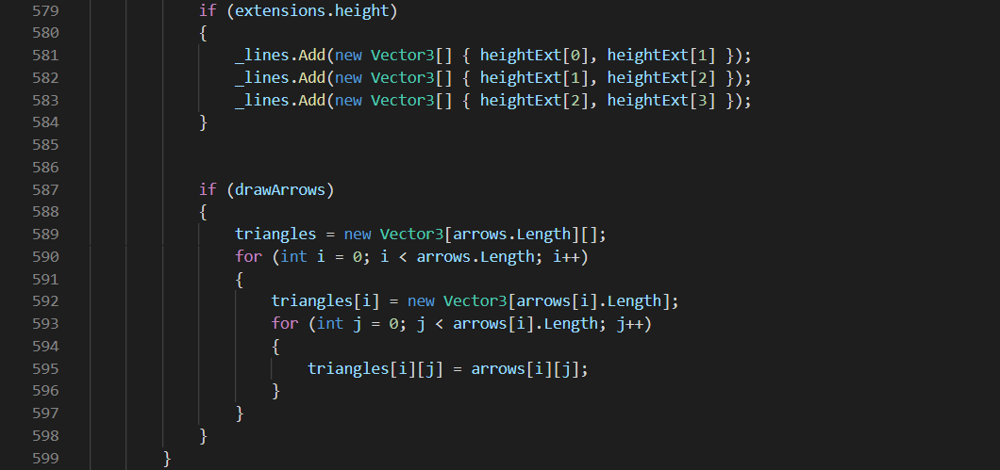 579 if (extensions.height)
580 {
581 _lines.Add(new Vector3[] { heightExt[0], heightExt[1] });
582 _lines.Add(new Vector3[] { heightExt[1], heightExt[2] });
583 _lines.Add(new Vector3[] { heightExt[2], heightExt[3] });
584 }
585
586
587 if (drawArrows)
588 {
589 triangles = new Vector3[arrows.Length][];
590 for (int i = 0; i < arrows.Length; i++)
591 {
592 triangles[i] = new Vector3[arrows[i].Length];
593 for (int j = 0; j < arrows[i].Length; j++)
594 {
595 triangles[i][j] = arrows[i][j];
596 }
597 }
598 }
599 }